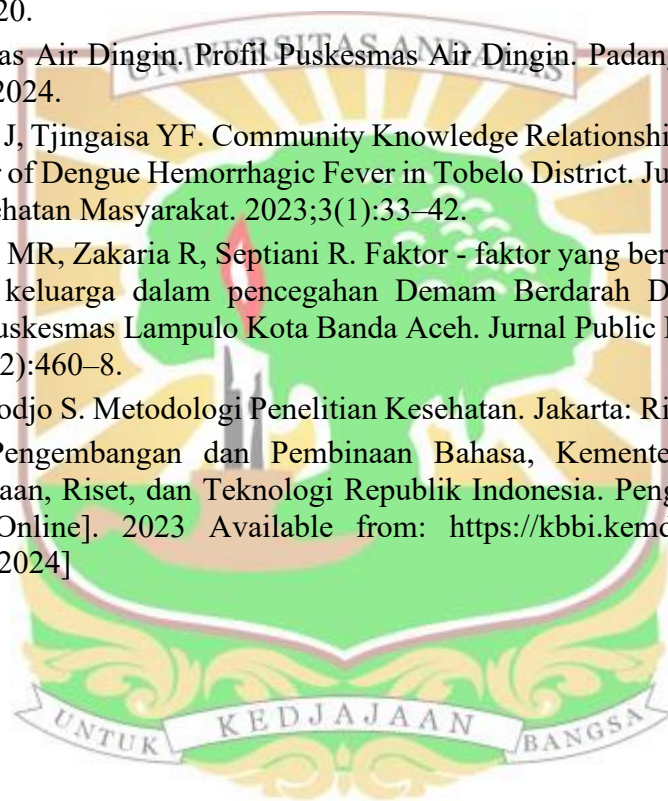 20.
as Air Dingin. Profil Puskesmas Air Dingin. Padan
2024.
J, Tjingaisa YF. Community Knowledge Relationshi
r of Dengue Hemorrhagic Fever in Tobelo District. Ju
ehatan Masyarakat. 2023;3(1):33–42.
MR, Zakaria R, Septiani R. Faktor - faktor yang ber
keluarga dalam pencegahan Demam Berdarah D
uskesmas Lampulo Kota Banda Aceh. Jurnal Public
2):460–8.
odjo S. Metodologi Penelitian Kesehatan. Jakarta: Ri
Pengembangan dan Pembinaan Bahasa, Kemente
aan, Riset, dan Teknologi Republik Indonesia. Peng
Online]. 2023 Available from: https://kbbi.kemd
2024]
UNIVERSITAS ANDALAS
UNTUK KEDJAJAAN BANGSA